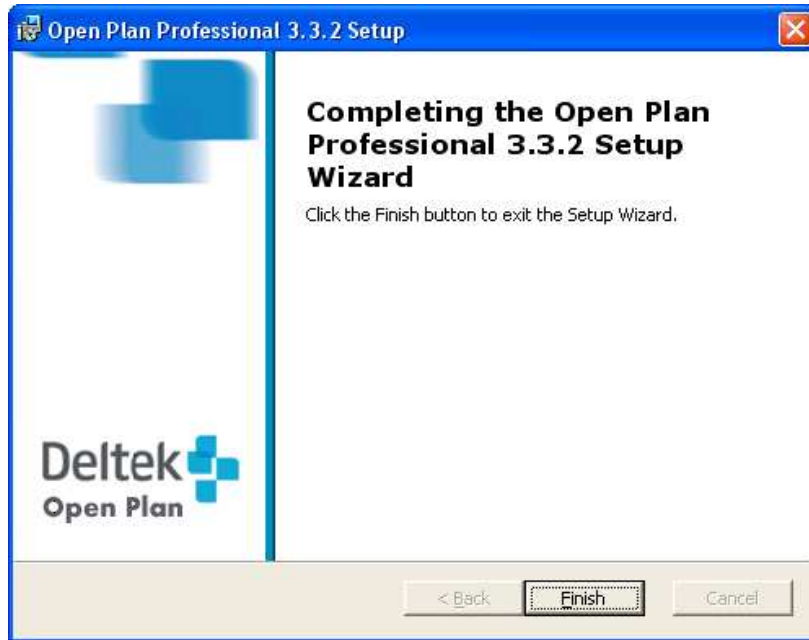 Open Plan Professional 3.3.2 Setup
Completing the Open Plan
Professional 3.3.2 Setup
Wizard
Click the Finish button to exit the Setup Wizard.
Deltek
Open Plan
< Back
Finish
Cancel